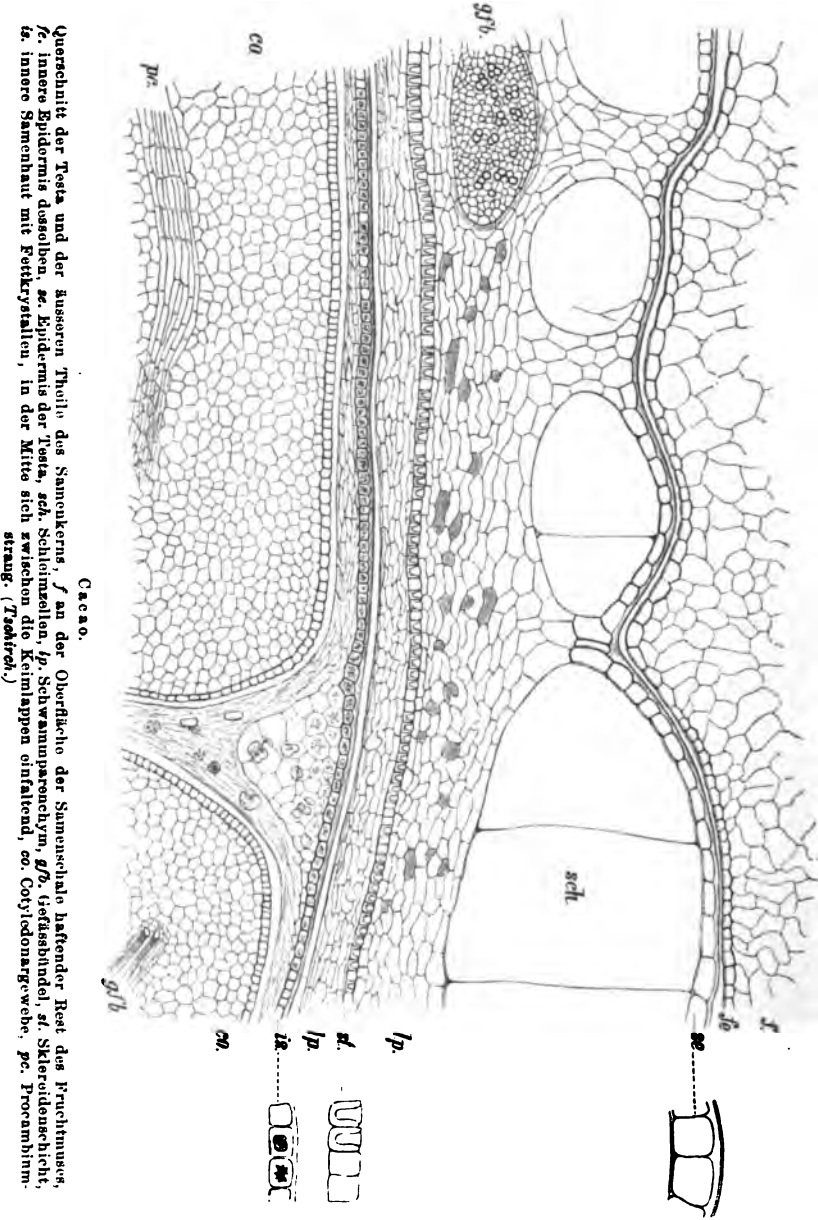 f.
fe
se
lp.
st.
lp.
is.
co.
gfb.
sch.
co.
pc.
gfb
Cacao.
Querschnitt der Testa und der äusseren Theile des Samenkerns, f an der Oberfläche der Samenschale haftender Rest des Fruchtmuses,
fe. innere Epidermis desselben, se. Epidermis der Testa, sch. Schleimzellen, lp. Schwammparenchym, gfb. Gefässbündel, st. Skleroidenschicht,
is. innere Samenhaut mit Fettkrystallen, in der Mitte sich zwischen die Keimlappen einfaltend, co. Cotyledonargewebe, pc. Procambium-
strang. (Tschirch.)